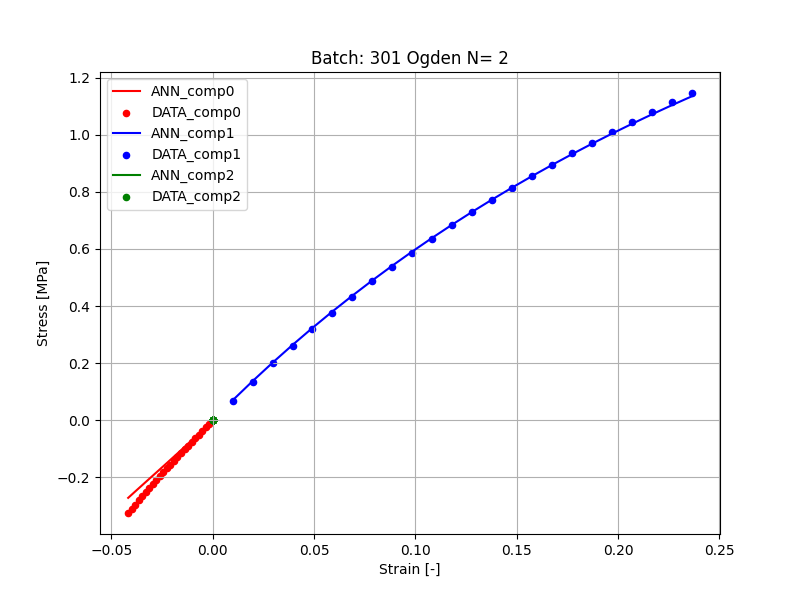 Batch: 301 Ogden N= 2
ANN_comp0
DATA_comp0
ANN_comp1
DATA_comp1
ANN_comp2
DATA_comp2
1.2
1.0
0.8
0.6
0.4
0.2
0.0
−0.2
Stress [MPa]
−0.05
0.00
0.05
0.10
0.15
0.20
0.25
Strain [-]